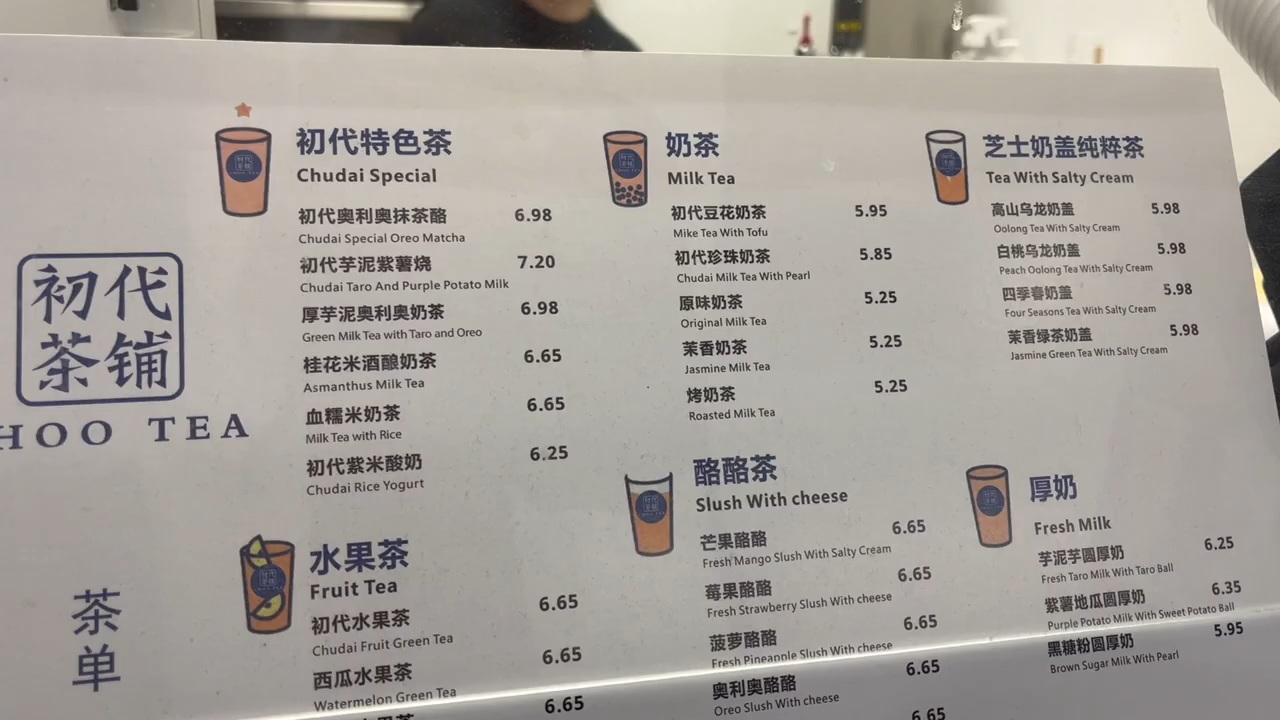 初代
茶铺
HOO TEA
茶
单
初代特色茶
Chudai Special
初代奥利奥抹茶酪 6.98
Chudai Special Oreo Matcha
初代芋泥紫薯烧 7.20
Chudai Taro And Purple Potato Milk
厚芋泥奥利奥奶茶 6.98
Green Milk Tea with Taro and Oreo
桂花米酒酿奶茶 6.65
Asmanthus Milk Tea
血糯米奶茶 6.65
Milk Tea with Rice
初代紫米酸奶 6.25
Chudai Rice Yogurt
水果茶
Fruit Tea
初代水果茶 6.65
Chudai Fruit Green Tea
西瓜水果茶 6.65
Watermelon Green Tea
6.65
奶茶
Milk Tea
初代豆花奶茶 5.95
Mike Tea With Tofu
初代珍珠奶茶 5.85
Chudai Milk Tea With Pearl
原味奶茶 5.25
Original Milk Tea
茉香奶茶 5.25
Jasmine Milk Tea
烤奶茶 5.25
Roasted Milk Tea
酪酪茶
Slush With cheese
芒果酪酪 6.65
Fresh Mango Slush With Salty Cream
莓果酪酪 6.65
Fresh Strawberry Slush With cheese
菠萝酪酪 6.65
Fresh Pineapple Slush With cheese
奥利奥酪酪 6.65
Oreo Slush With cheese
6.65
芝士奶盖纯粹茶
Tea With Salty Cream
高山乌龙奶盖 5.98
Oolong Tea With Salty Cream
白桃乌龙奶盖 5.98
Peach Oolong Tea With Salty Cream
四季春奶盖 5.98
Four Seasons Tea With Salty Cream
茉香绿茶奶盖 5.98
Jasmine Green Tea With Salty Cream
厚奶
Fresh Milk
芋泥芋圆厚奶 6.25
Fresh Taro Milk With Taro Ball
紫薯地瓜圆厚奶 6.35
Purple Potato Milk With Sweet Potato Ball
黑糖粉圆厚奶 5.95
Brown Sugar Milk With Pearl